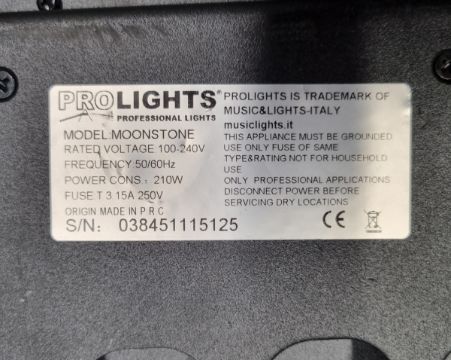 PROLIGHTS®
PROFESSIONAL LIGHTS
MODEL:MOONSTONE
RATED VOLTAGE 100-240V
FREQUENCY:50/60Hz
POWER CONS : 210W
FUSE T 3 15A 250V
ORIGIN MADE IN P R C
S/N: 038451115125
PROLIGHTS IS TRADEMARK OF
MUSIC&LIGHTS-ITALY
musiclights.it
THIS APPLIANCE MUST BE GROUNDED
USE ONLY FUSE OF SAME
TYPE&RATING NOT FOR HOUSEHOLD
USE
ONLY PROFESSIONAL APPLICATIONS
DISCONNECT POWER BEFORE
SERVICING DRY LOCATIONS
CE